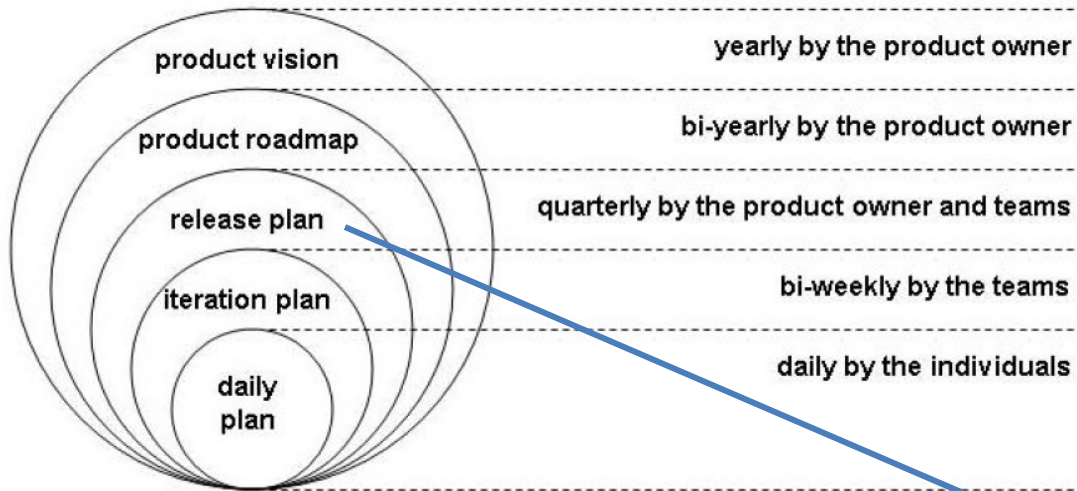 product vision
yearly by the product owner
product roadmap
bi-yearly by the product owner
release plan
quarterly by the product owner and teams
iteration plan
bi-weekly by the teams
daily
plan
daily by the individuals